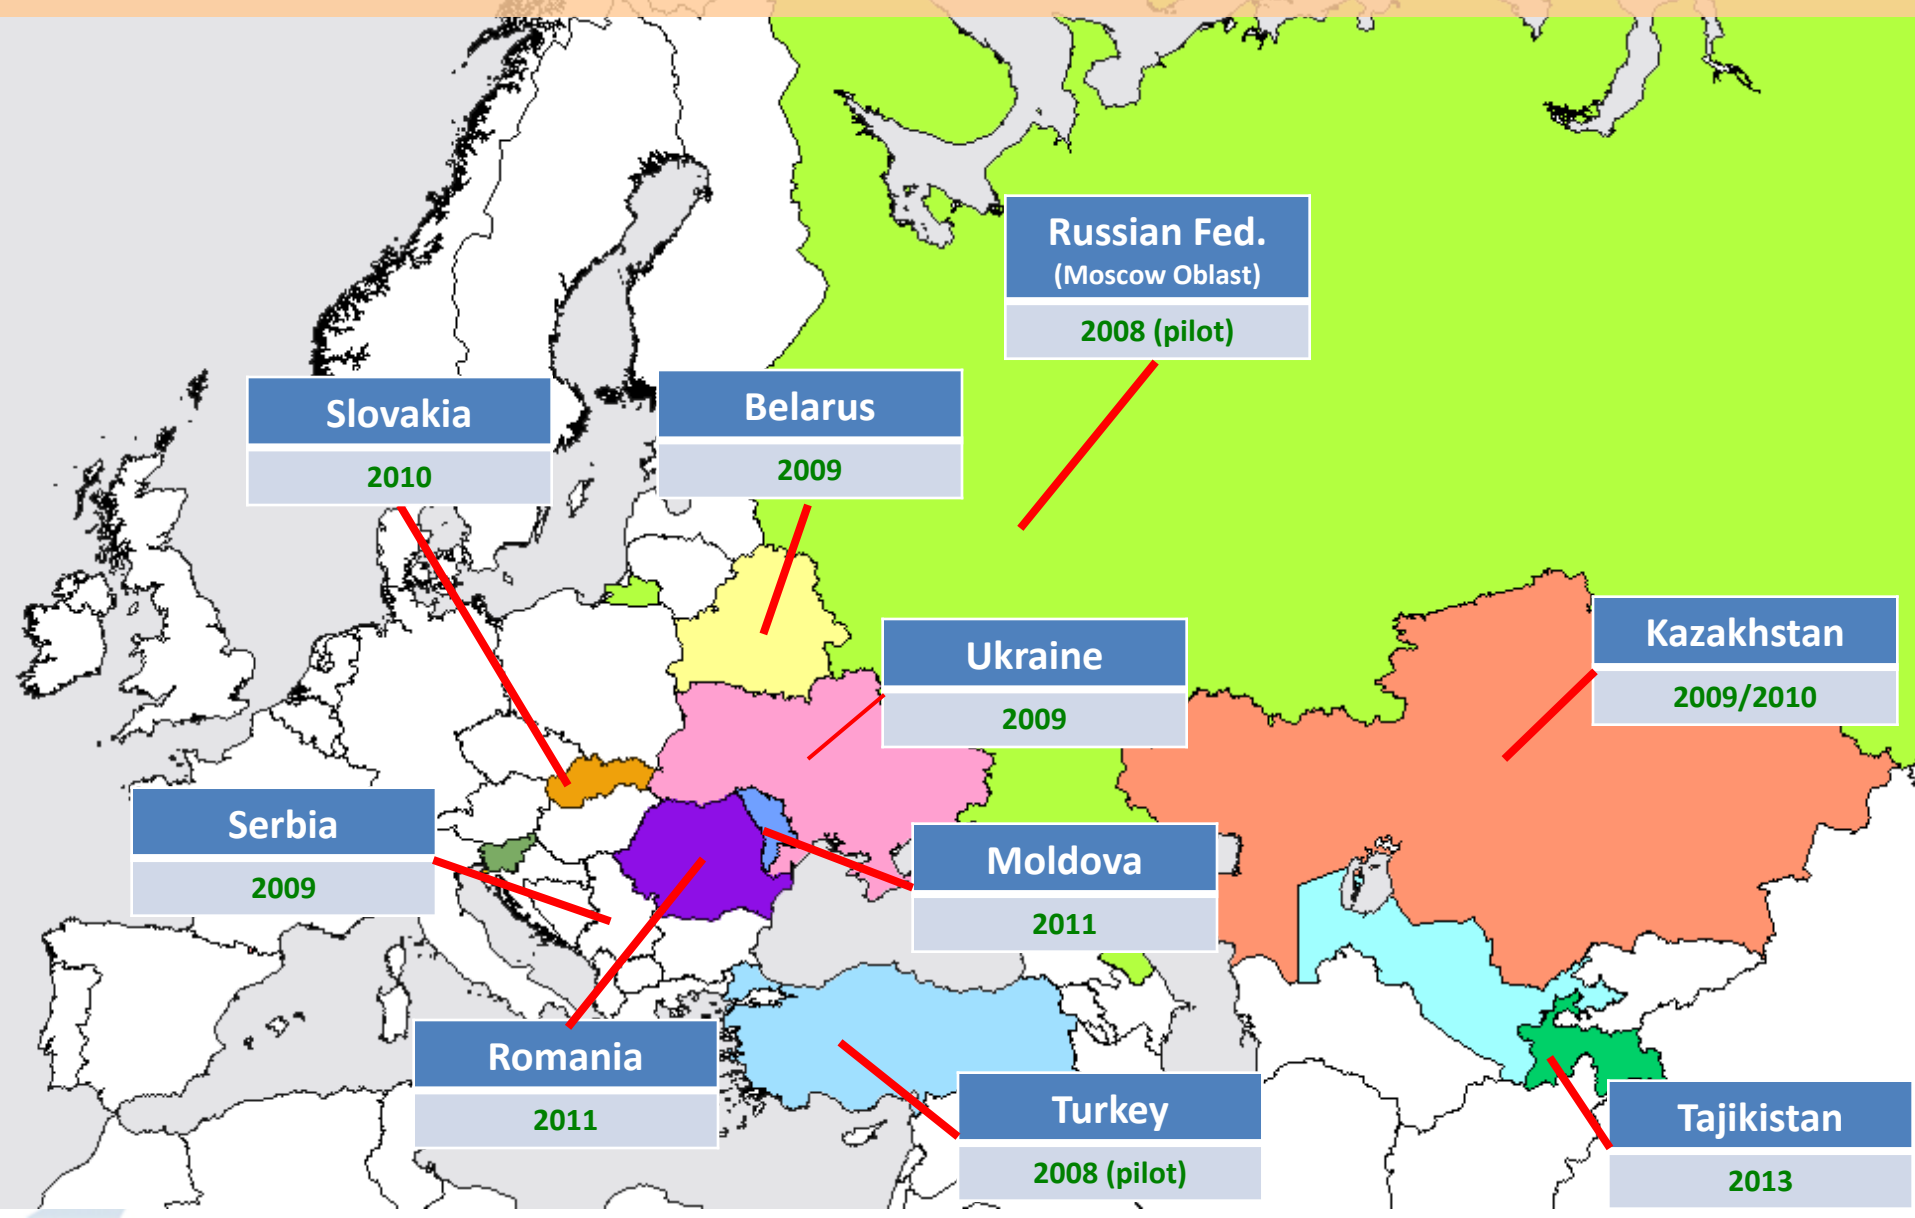 Russian Fed.
(Moscow Oblast)
2008 (pilot)
Slovakia
2010
Belarus
2009
Ukraine
2009
Kazakhstan
2009/2010
Serbia
2009
Moldova
2011
Romania
2011
Turkey
2008 (pilot)
Tajikistan
2013